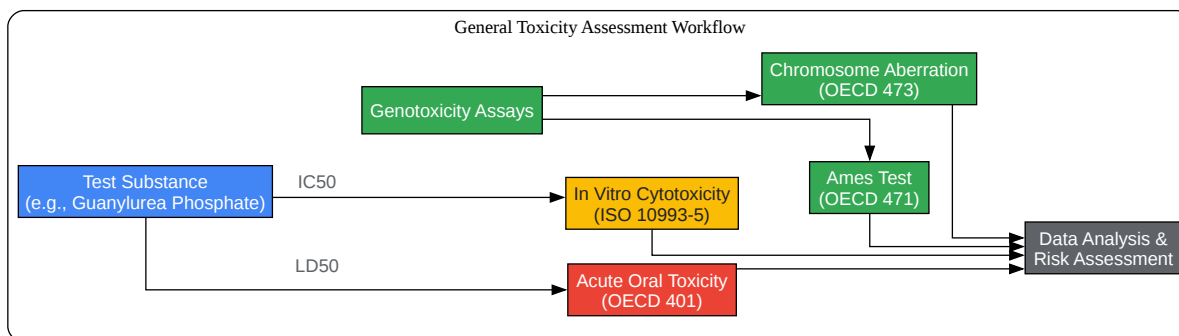 General Toxicity Assessment Workflow
Chromosome Aberration
(OECD 473)
Genotoxicity Assays
Test Substance
(e.g., Guanylurea Phosphate)
IC50
In Vitro Cytotoxicity
(ISO 10993-5)
Ames Test
(OECD 471)
LD50
Acute Oral Toxicity
(OECD 401)
Data Analysis &
Risk Assessment